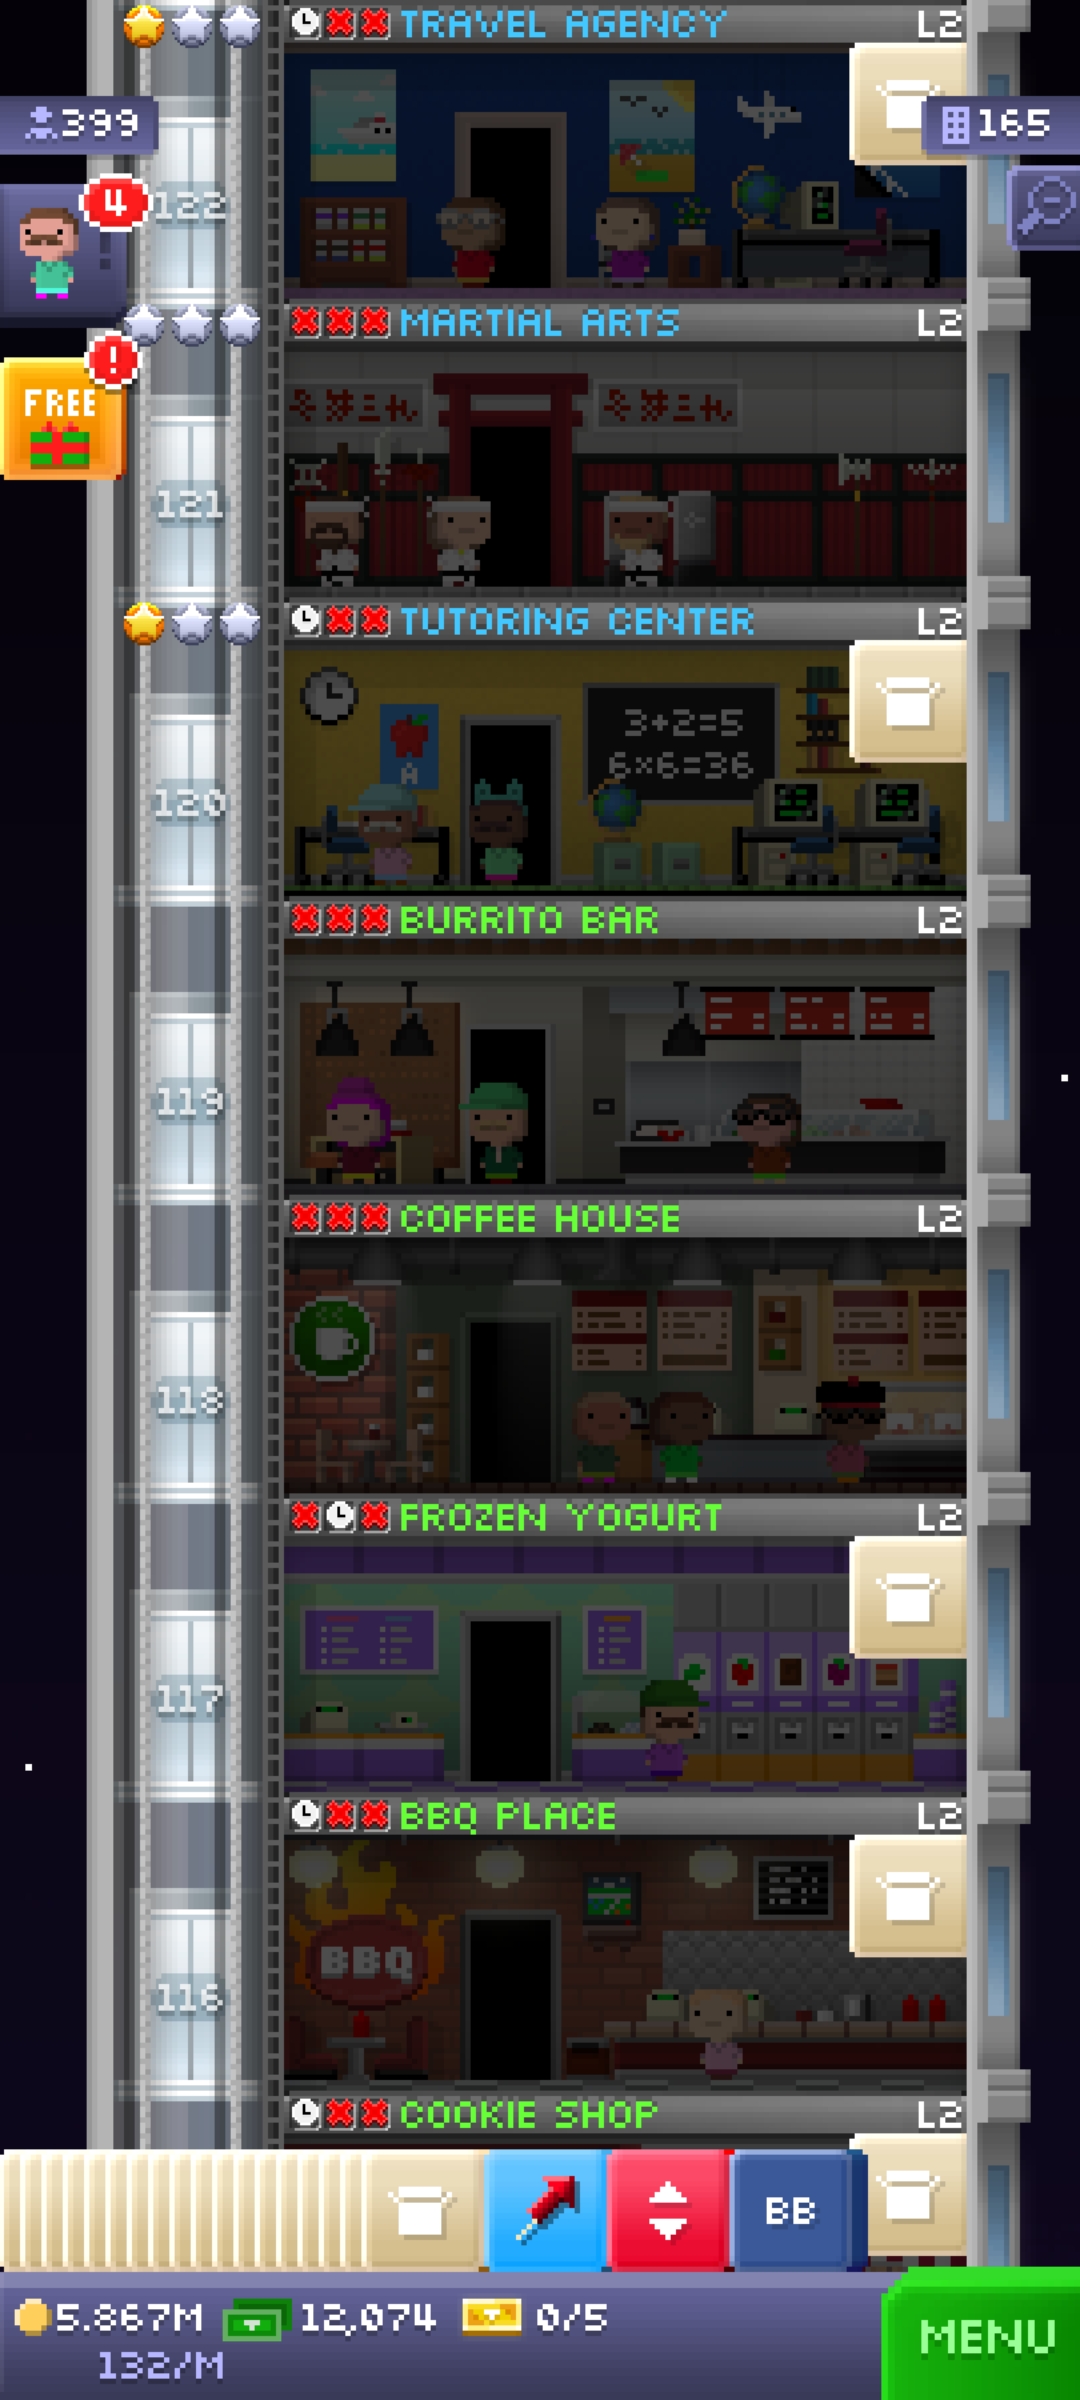 TRAVEL AGENCY L2
399
165
4
122
MARTIAL ARTS L2
!
FREE
121
TUTORING CENTER L2
3+2=5
A
6×6=36
120
BURRITO BAR L2
119
COFFEE HOUSE L2
118
FROZEN YOGURT L2
117
BBQ PLACE L2
BBQ
116
COOKIE SHOP L2
BB
5.867M 12,074 0/5
132/M
MENU